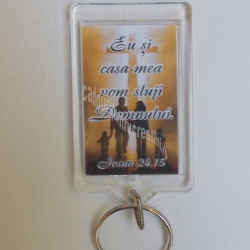 Eu și
casa mea
vom sluji
Domnului.
Iosua 24.15